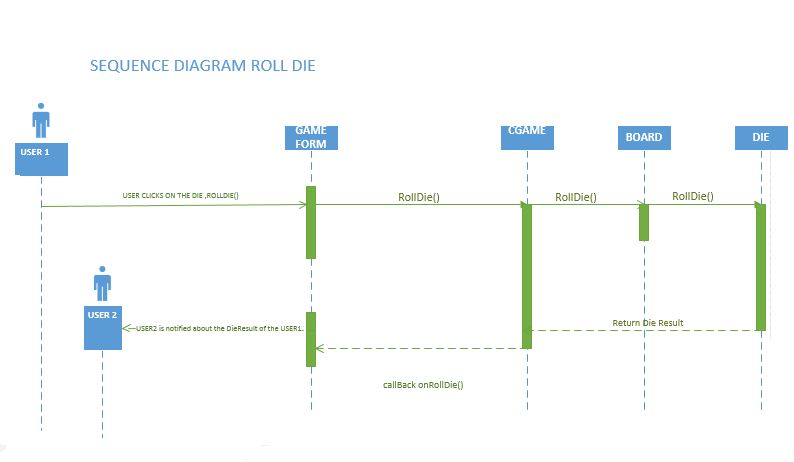 SEQUENCE DIAGRAM ROLL DIE
USER 1
GAME
FORM
CGAME
BOARD
DIE
USER CLICKS ON THE DIE ,ROLLDIE()
RollDie()
RollDie()
RollDie()
USER 2
USER2 is notified about the DieResult of the USER1.
Return Die Result
callBack onRollDie()